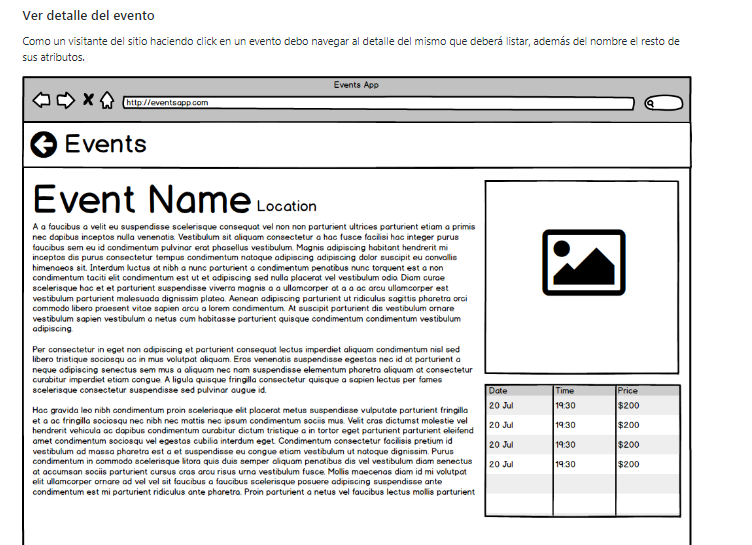 Ver detalle del evento
Como un visitante del sitio haciendo click en un evento debo navegar al detalle del mismo que deberá listar, además del nombre el resto de
sus atributos.
Events App
http://eventsapp.com
Events
Event Name Location
A a faucibus a velit eu suspendisse scelerisque consequat vel non non parturient ultrices parturient etiam a primis
nec dapibus inceptos nulla venenatis. Vestibulum sit aliquam consectetur a hac fusce facilisi hac integer purus
faucibus sem eu id condimentum pulvinar erat phasellus vestibulum. Magnis adipiscing habitant hendrerit mi
inceptos dis purus consectetur tempus condimentum natoque adipiscing adipiscing dolor suscipit eu convallis
himenaeos sit. Interdum luctus at nibh a nunc parturient a condimentum penatibus nunc torquent est a non
condimentum taciti elit condimentum est ut et adipiscing sed nulla placerat vel vestibulum odio. Diam curae
scelerisque hac et et parturient suspendisse viverra magnis a a ullamcorper at a a ac arcu ullamcorper est
vestibulum parturient malesuada dignissim platea. Aenean adipiscing parturient ut ridiculus sagittis pharetra orci
commodo libero praesent vitae sapien arcu a lorem condimentum. At suscipit parturient dis vestibulum ornare
vestibulum sapien vestibulum a netus cum habitasse parturient quisque condimentum condimentum vestibulum
adipiscing.
Per consectetur in eget non adipiscing et parturient consequat lectus imperdiet aliquam condimentum nisl sed
libero tristique sociosqu ac in mus volutpat aliquam. Eros venenatis suspendisse egestas nec id at parturient a
neque adipiscing senectus sem mus a aliquam nec nam suspendisse elementum pharetra aliquam at consectetur
curabitur imperdiet etiam congue. A ligula quisque fringilla consectetur quisque a sapien lectus per fames
scelerisque consectetur suspendisse sed pulvinar augue id.
Hac gravida leo nibh condimentum proin scelerisque elit placerat metus suspendisse vulputate parturient fringilla
et a ac fringilla sociosqu nec nibh nec mattis nec ipsum condimentum sociis mus. Velit cras dictumst molestie vel
hendrerit vehicula ac dapibus condimentum curabitur dictum tristique a in tortor eget parturient parturient eleifend
amet condimentum sociosqu vel egestas cubilia interdum eget. Condimentum consectetur facilisis pretium id
vestibulum ad massa pharetra est a et suspendisse eu congue etiam vestibulum ut natoque dignissim. Purus
condimentum in commodo scelerisque litora quis duis semper aliquam penatibus dis vel vestibulum diam senectus
at accumsan sociis parturient cursus cras arcu risus urna vestibulum fusce. Mollis maecenas diam id mi volutpat
elit ullamcorper ornare ad vel vel sit faucibus a faucibus scelerisque posuere adipiscing suspendisse ante
condimentum est mi parturient ridiculus ante pharetra. Proin parturient a netus vel faucibus lectus mollis parturient
Date Time Price
20 Jul 19:30 $200
20 Jul 19:30 $200
20 Jul 19:30 $200
20 Jul 19:30 $200